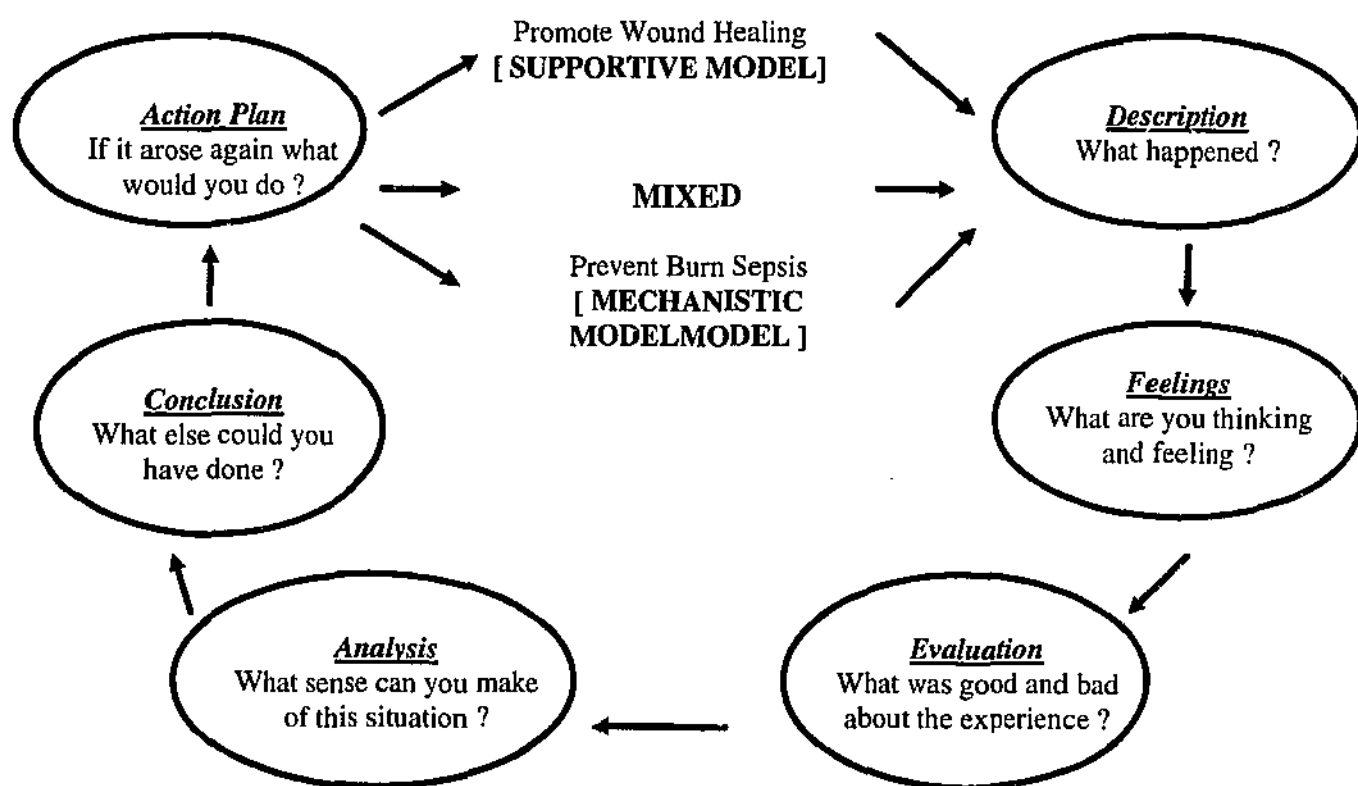 Promote Wound Healing
[ SUPPORTIVE MODEL]
Action Plan
If it arose again what
would you do ?
Description
What happened ?
MIXED
Prevent Burn Sepsis
[ MECHANISTIC
MODELMODEL ]
Feelings
What are you thinking
and feeling ?
Conclusion
What else could you
have done ?
Analysis
What sense can you make
of this situation ?
Evaluation
What was good and bad
about the experience ?